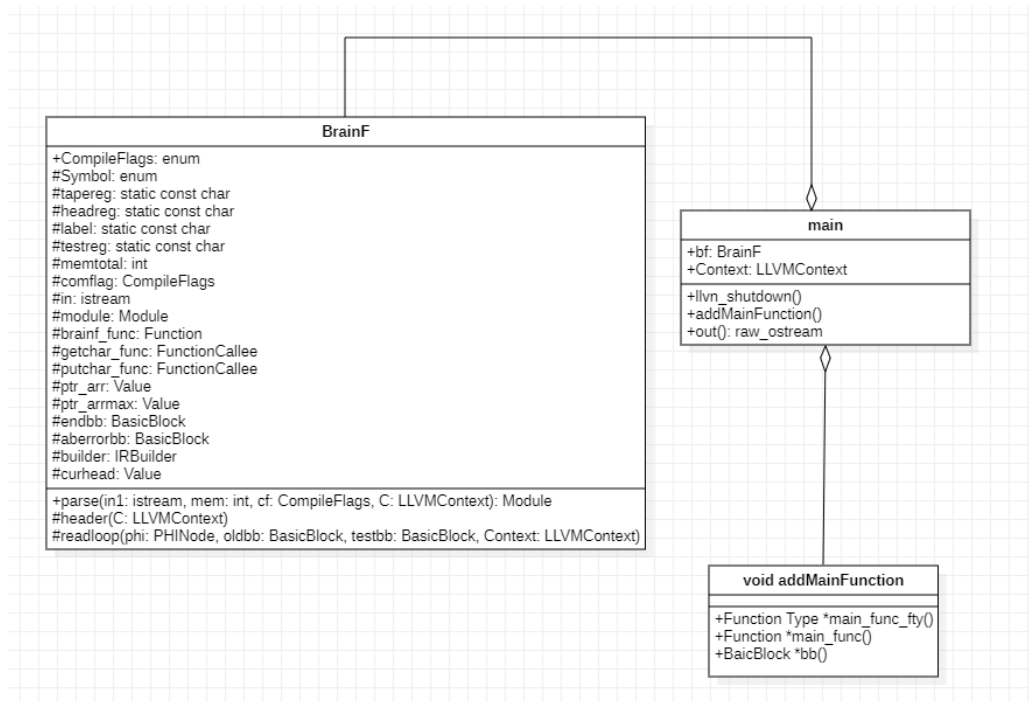 BrainF
+CompileFlags: enum
#Symbol: enum
#tapereg: static const char
#headreg: static const char
#label: static const char
#testreg: static const char
#memtotal: int
#comflag: CompileFlags
#in: istream
#module: Module
#brainf_func: Function
#getchar_func: FunctionCallee
#putchar_func: FunctionCallee
#ptr_arr: Value
#ptr_arrmax: Value
#endbb: BasicBlock
#aberrorbb: BasicBlock
#builder: IRBuilder
#curhead: Value
+parse(in1: istream, mem: int, cf: CompileFlags, C: LLVMContext): Module
#header(C: LLVMContext)
#readloop(phi: PHINode, oldbb: BasicBlock, testbb: BasicBlock, Context: LLVMContext)
main
+bf: BrainF
+Context: LLVMContext
+llvn_shutdown()
+addMainFunction()
+out(): raw_ostream
void addMainFunction
+Function Type *main_func_fty()
+Function *main_func()
+BaicBlock *bb()